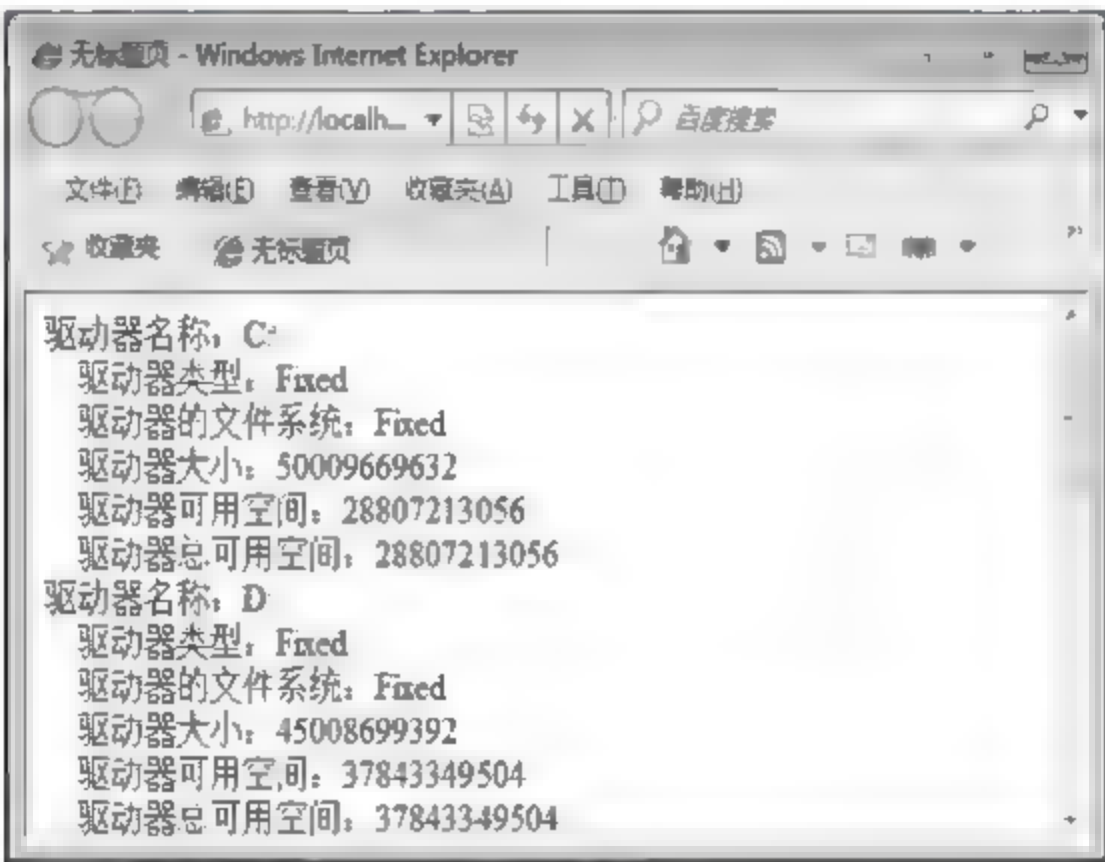 无标题页 - Windows Internet Explorer
http://localh... 百度搜索
文件(F) 编辑(E) 查看(V) 收藏夹(A) 工具(T) 帮助(H)
收藏夹 无标题页
驱动器名称：C:
驱动器类型：Fixed
驱动器的文件系统：Fixed
驱动器大小：50009669632
驱动器可用空间：28807213056
驱动器总可用空间：28807213056
驱动器名称：D
驱动器类型：Fixed
驱动器的文件系统：Fixed
驱动器大小：45008699392
驱动器可用空间：37843349504
驱动器总可用空间：37843349504